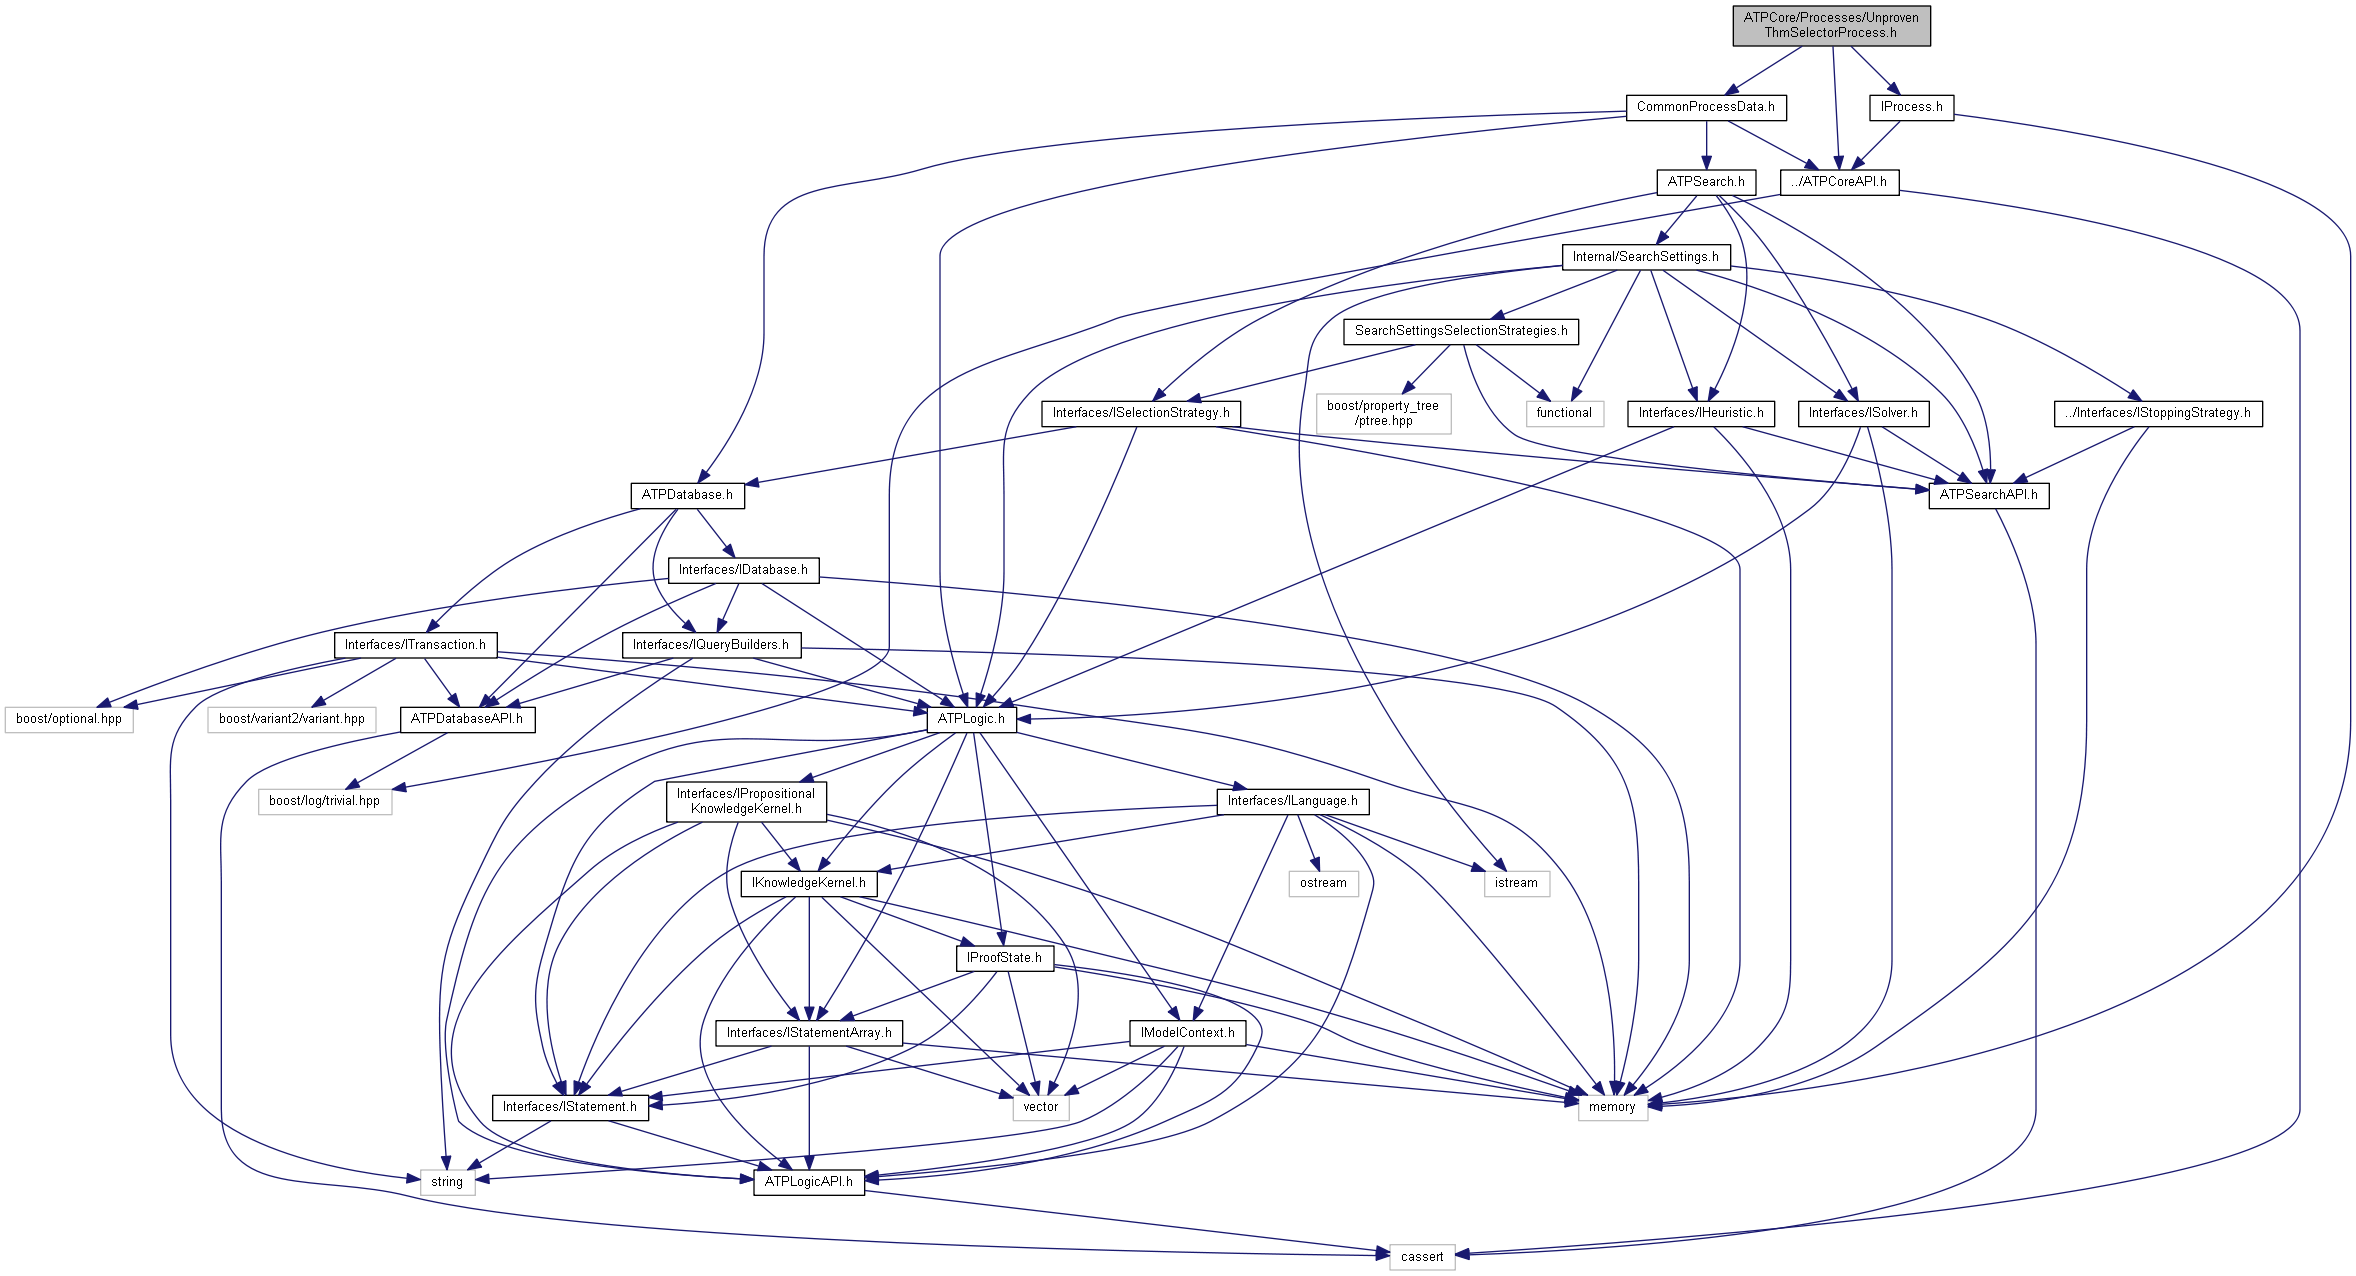 ATPCore/Processes/Unproven
ThmSelectorProcess.h
CommonProcessData.h
IProcess.h
ATPSearch.h
../ATPCoreAPI.h
Internal/SearchSettings.h
SearchSettingsSelectionStrategies.h
Interfaces/ISelectionStrategy.h
boost/property_tree
/ptree.hpp
functional
Interfaces/IHeuristic.h
Interfaces/ISolver.h
../Interfaces/IStoppingStrategy.h
ATPDatabase.h
ATPSearchAPI.h
Interfaces/IDatabase.h
Interfaces/ITransaction.h
Interfaces/IQueryBuilders.h
boost/optional.hpp
boost/variant2/variant.hpp
ATPDatabaseAPI.h
ATPLogic.h
boost/log/trivial.hpp
Interfaces/IPropositional
KnowledgeKernel.h
Interfaces/ILanguage.h
IKnowledgeKernel.h
ostream
istream
IProofState.h
Interfaces/IStatementArray.h
IModelContext.h
Interfaces/IStatement.h
vector
memory
string
ATPLogicAPI.h
cassert